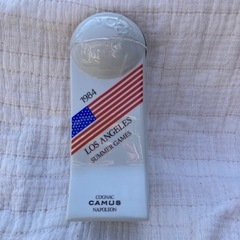 1984
LOS ANGELES
SUMMER GAMES
COGNAC
CAMUS
NAPOLEON